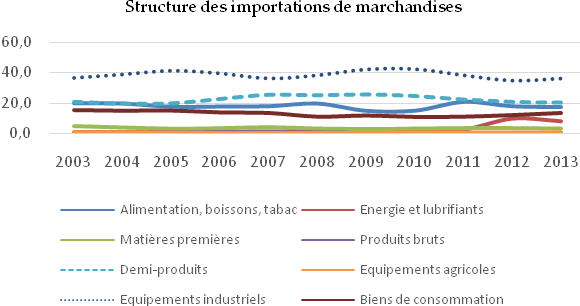 Structure des importations de marchandises
60,0
40,0
20,0
0,0
2003 2004 2005 2006 2007 2008 2009 2010 2011 2012 2013
Alimentation, boissons, tabac Energie et lubrifiants
Matières premières Produits bruts
Demi-produits Equipements agricoles
Equipements industriels Biens de consommation